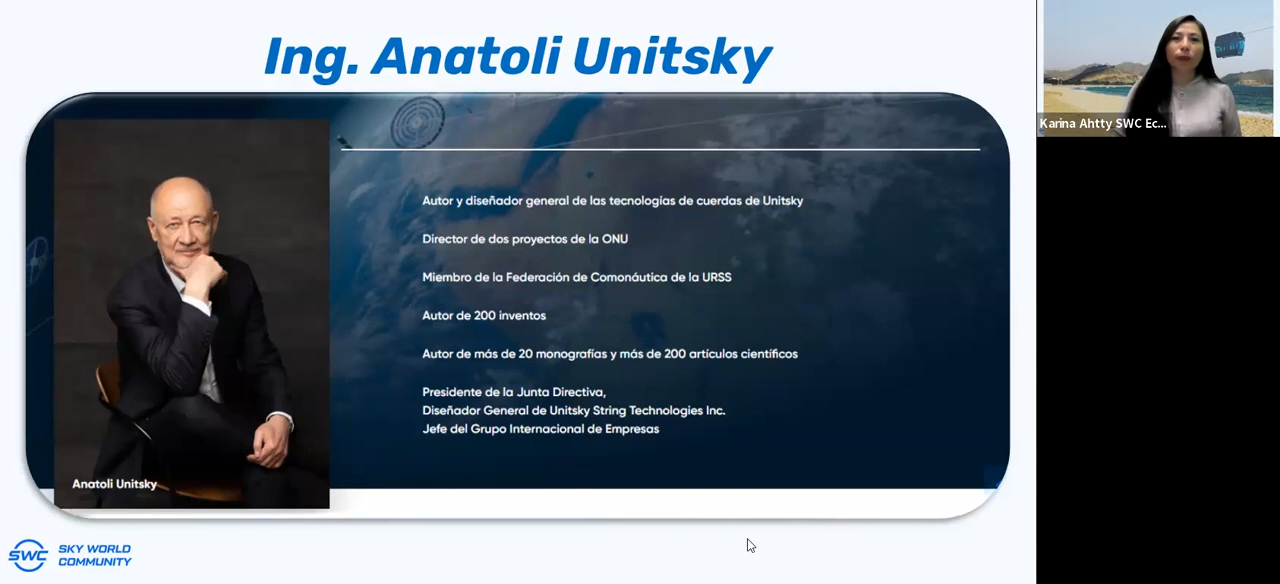 Ing. Anatoli Unitsky
Autor y diseñador general de las tecnologías de cuerdas de Unitsky
Director de dos proyectos de la ONU
Miembro de la Federación de Comonáutica de la URSS
Autor de 200 inventos
Autor de más de 20 monografías y más de 200 artículos científicos
Presidente de la Junta Directiva,
Diseñador General de Unitsky String Technologies Inc.
Jefe del Grupo Internacional de Empresas
Anatoli Unitsky
SWC
SKY WORLD
COMMUNITY
Karina Ahtty SWC Ec...